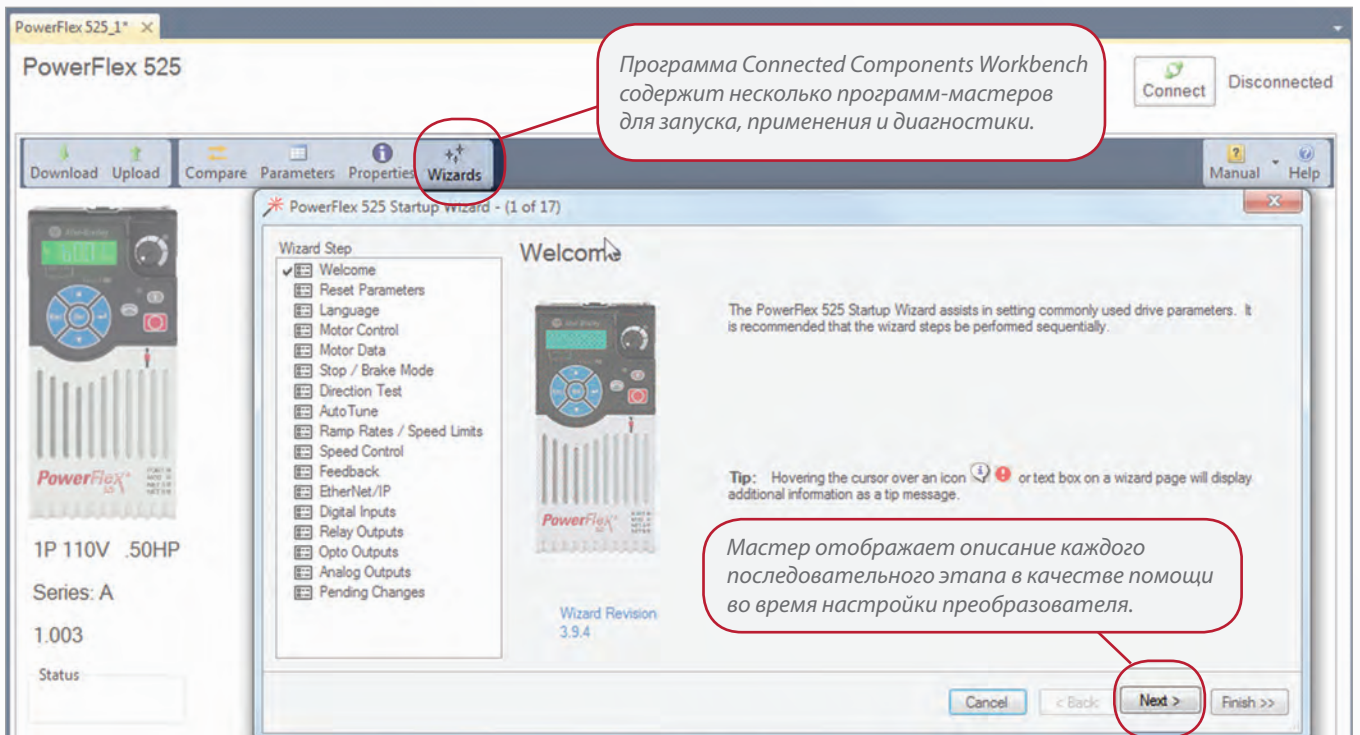 PowerFlex 525_1*
PowerFlex 525
Программа Connected Components Workbench
содержит несколько программ-мастеров
для запуска, применения и диагностики.
Connect
Disconnected
Download
Upload
Compare
Parameters
Properties
Wizards
Manual
Help
PowerFlex 525 Startup Wizard - (1 of 17)
Wizard Step
Welcome
Reset Parameters
Language
Motor Control
Motor Data
Stop / Brake Mode
Direction Test
AutoTune
Ramp Rates / Speed Limits
Speed Control
Feedback
EtherNet/IP
Digital Inputs
Relay Outputs
Opto Outputs
Analog Outputs
Pending Changes
Welcome
The PowerFlex 525 Startup Wizard assists in setting commonly used drive parameters. It
is recommended that the wizard steps be performed sequentially.
Tip: Hovering the cursor over an icon or text box on a wizard page will display
additional information as a tip message.
PowerFlex
PowerFlex
Мастер отображает описание каждого
последовательного этапа в качестве помощи
во время настройки преобразователя.
Wizard Revision
3.9.4
1P 110V .50HP
Series: A
1.003
Status
Cancel
< Back
Next >
Finish >>